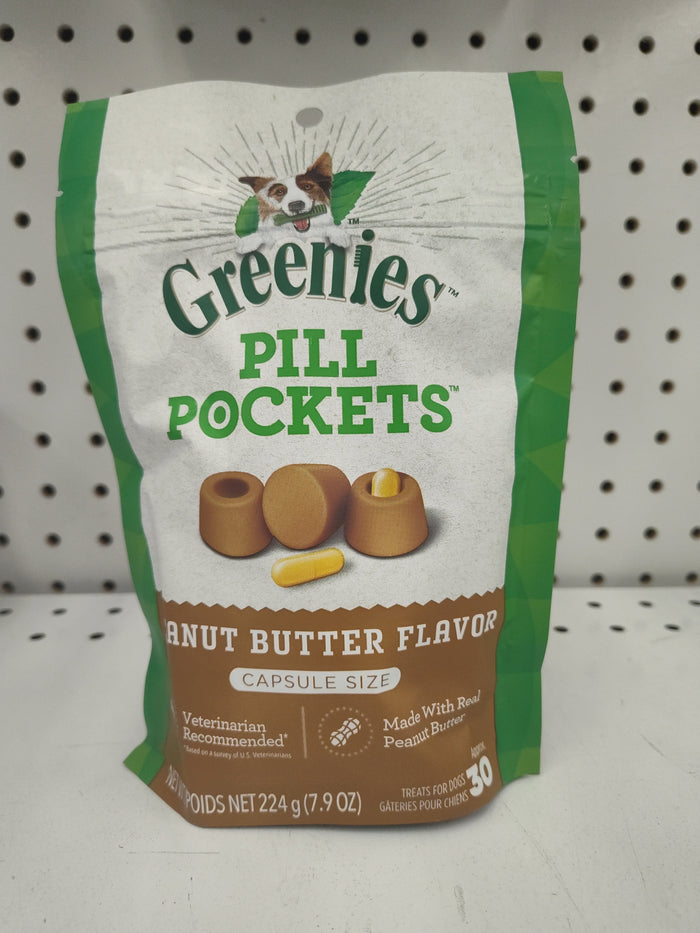 Greenies™
PILL
POCKETS™
ANUT BUTTER FLAVOR
CAPSULE SIZE
Veterinarian
Recommended*
*Based on a survey of U.S. Veterinarians
Made With Real
Peanut Butter
POIDS NET 224 g (7.9 OZ)
APPROX.
30
TREATS FOR DOGS
GÂTERIES POUR CHIENS